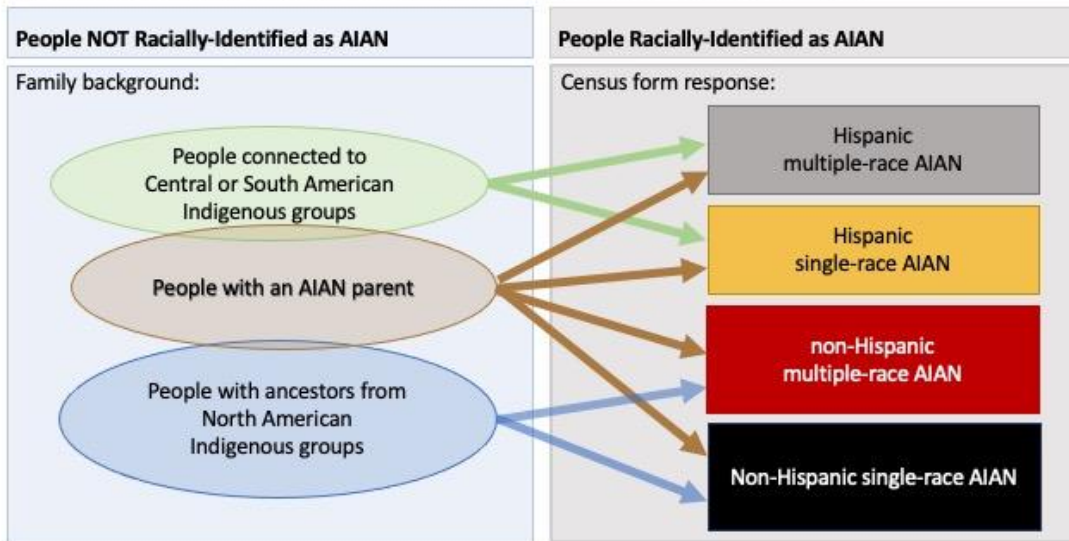 People NOT Racially-Identified as AIAN
Family background:
People connected to
Central or South American
Indigenous groups
People with an AIAN parent
People with ancestors from
North American
Indigenous groups
People Racially-Identified as AIAN
Census form response:
Hispanic
multiple-race AIAN
Hispanic
single-race AIAN
non-Hispanic
multiple-race AIAN
Non-Hispanic single-race AIAN